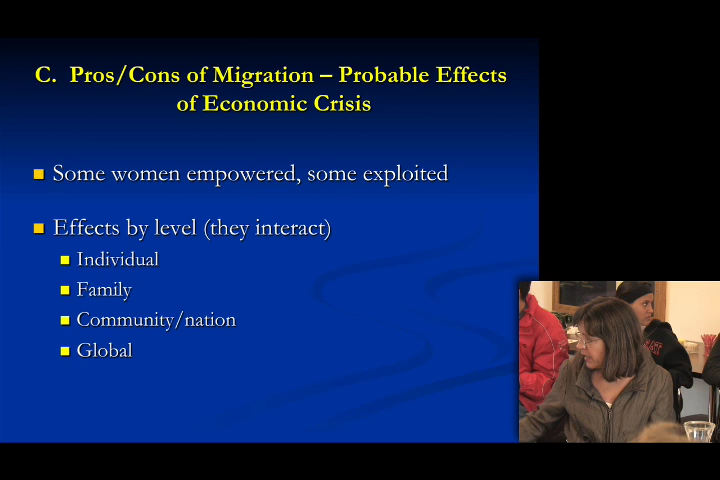 C. Pros/Cons of Migration – Probable Effects
of Economic Crisis
Some women empowered, some exploited
Effects by level (they interact)
Individual
Family
Community/nation
Global